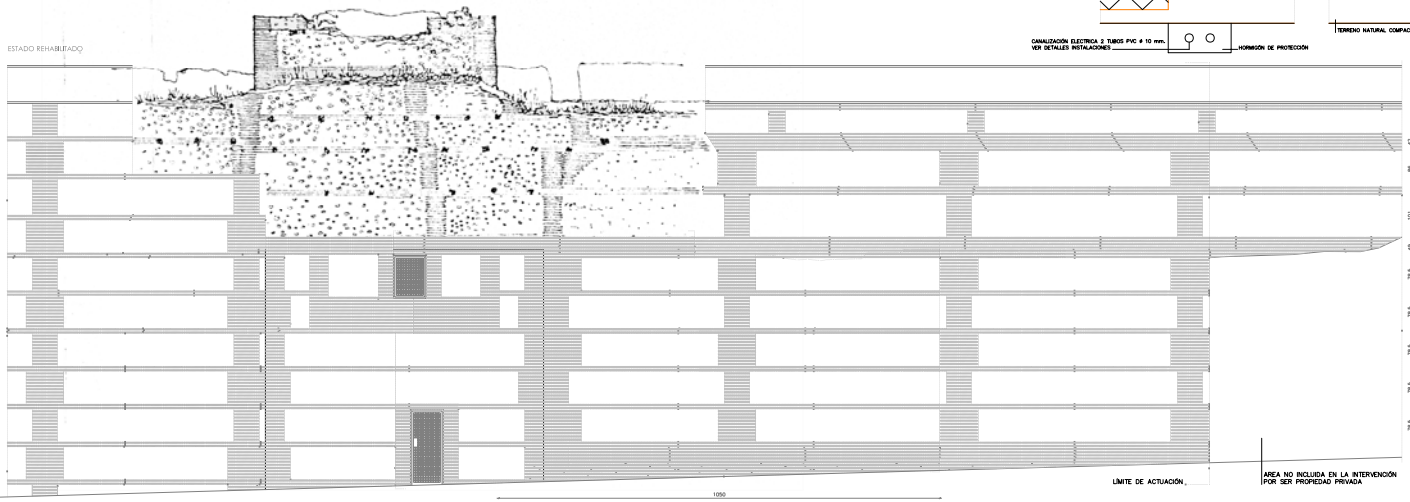 CANALIZACIÓN ELECTRICA 2 TUBOS PVC ø 10 mm.
VER DETALLES INSTALACIONES
HORMIGÓN DE PROTECCIÓN
TERRENO NATURAL COMPAC
ESTADO REHABILITADO
LÍMITE DE ACTUACIÓN
AREA NO INCLUIDA EN LA INTERVENCIÓN
POR SER PROPIEDAD PRIVADA
1050